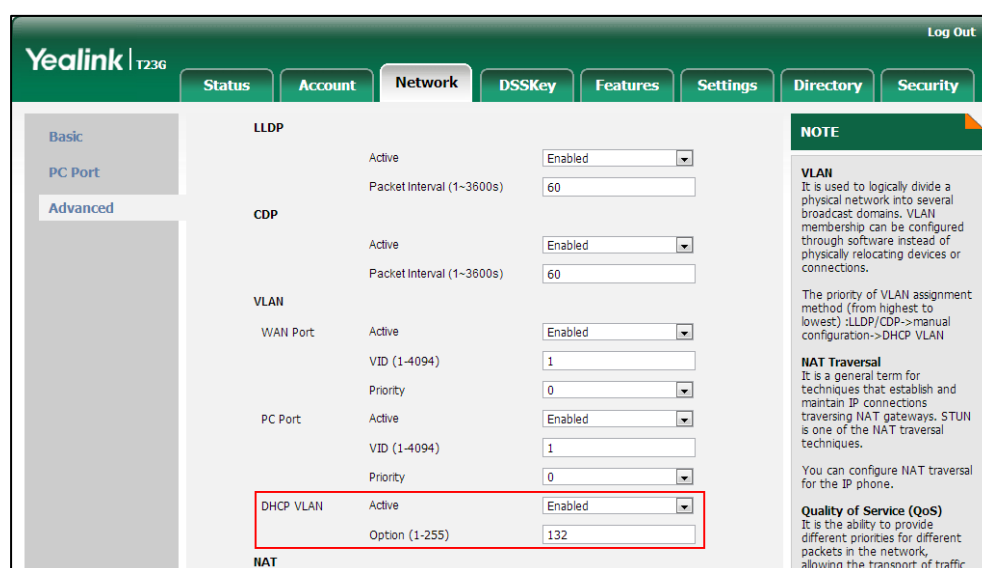 Log Out
Yealink | T23G
Status Account Network DSSKey Features Settings Directory Security
Basic
PC Port
Advanced
LLDP
Active Enabled
Packet Interval (1~3600s) 60
CDP
Active Enabled
Packet Interval (1~3600s) 60
VLAN
WAN Port Active Enabled
VID (1-4094) 1
Priority 0
PC Port Active Enabled
VID (1-4094) 1
Priority 0
DHCP VLAN Active Enabled
Option (1-255) 132
NAT
NOTE
VLAN
It is used to logically divide a
physical network into several
broadcast domains. VLAN
membership can be configured
through software instead of
physically relocating devices or
connections.
The priority of VLAN assignment
method (from highest to
lowest) :LLDP/CDP->manual
configuration->DHCP VLAN
NAT Traversal
It is a general term for
techniques that establish and
maintain IP connections
traversing NAT gateways. STUN
is one of the NAT traversal
techniques.
You can configure NAT traversal
for the IP phone.
Quality of Service (QoS)
It is the ability to provide
different priorities for different
packets in the network,
allowing the transport of traffic